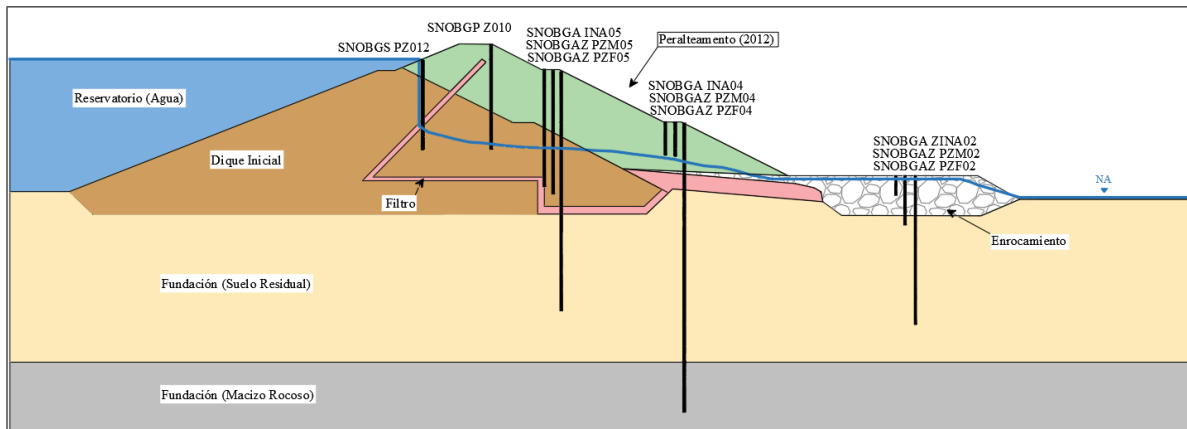 SNOBGS PZ012
SNOBGP Z010
SNOBGA INA05
SNOBGAZ PZM05
SNOBGAZ PZF05
Peralteamento (2012)
SNOBGA INA04
SNOBGAZ PZM04
SNOBGAZ PZF04
Reservatorio (Agua)
SNOBGA ZINA02
SNOBGAZ PZM02
SNOBGAZ PZF02
Dique Inicial
NA
Filtro
Enrocamiento
Fundación (Suelo Residual)
Fundación (Macizo Rocoso)